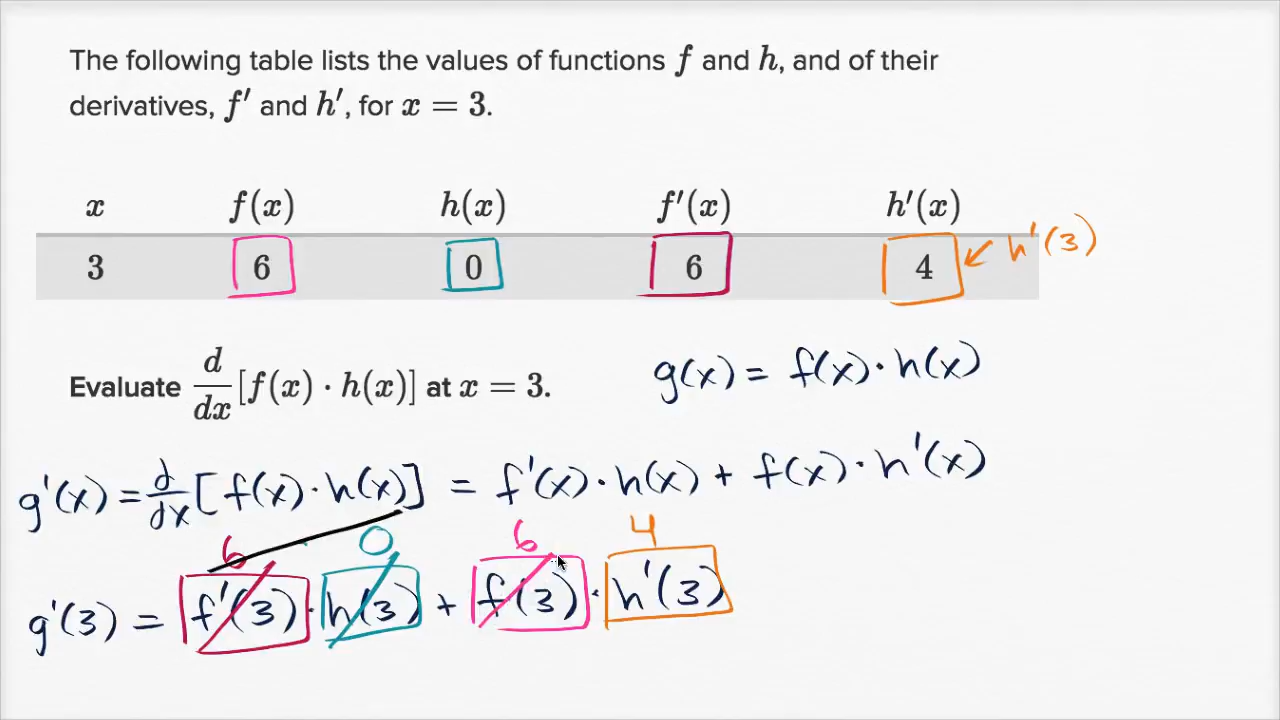 The following table lists the values of functions f and h, and of their
derivatives, f′ and h′, for x = 3.
x f(x) h(x) f′(x) h′(x)
3 6 0 6 4 h'(3)
Evaluate d/dx [f(x) · h(x)] at x = 3.
g(x) = f(x) · h(x)
g'(x) = d/dx [f(x) · h(x)] = f'(x) · h(x) + f(x) · h'(x)
6 0 6 4
g'(3) = f'(3) · h(3) + f(3) · h'(3)